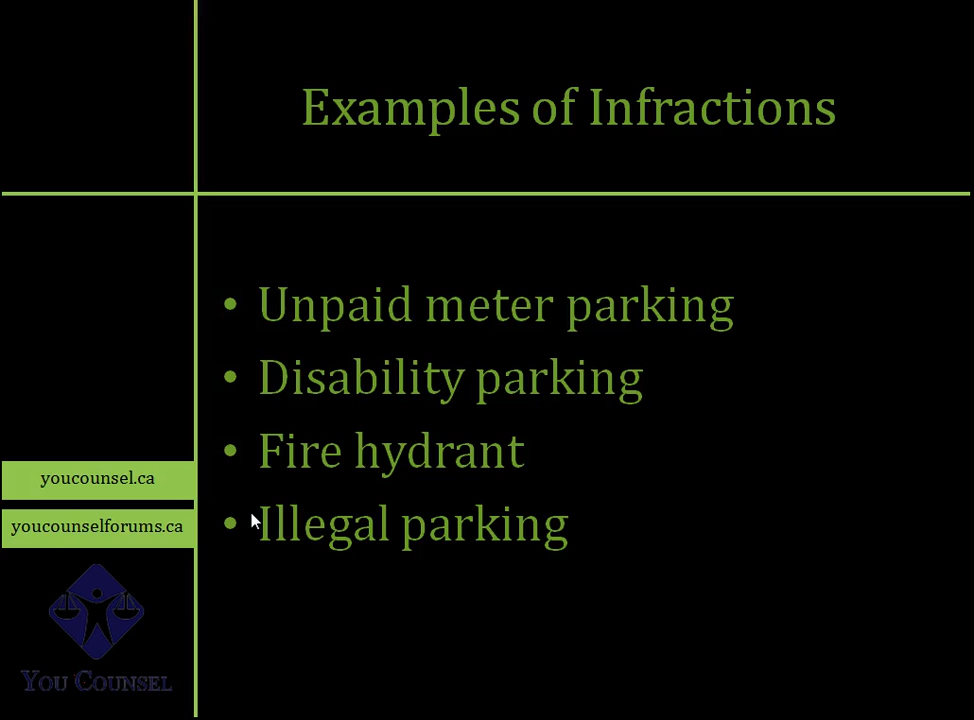 Examples of Infractions
• Unpaid meter parking
• Disability parking
• Fire hydrant
• Illegal parking
youcounsel.ca
youcounselforums.ca
YOU COUNSEL